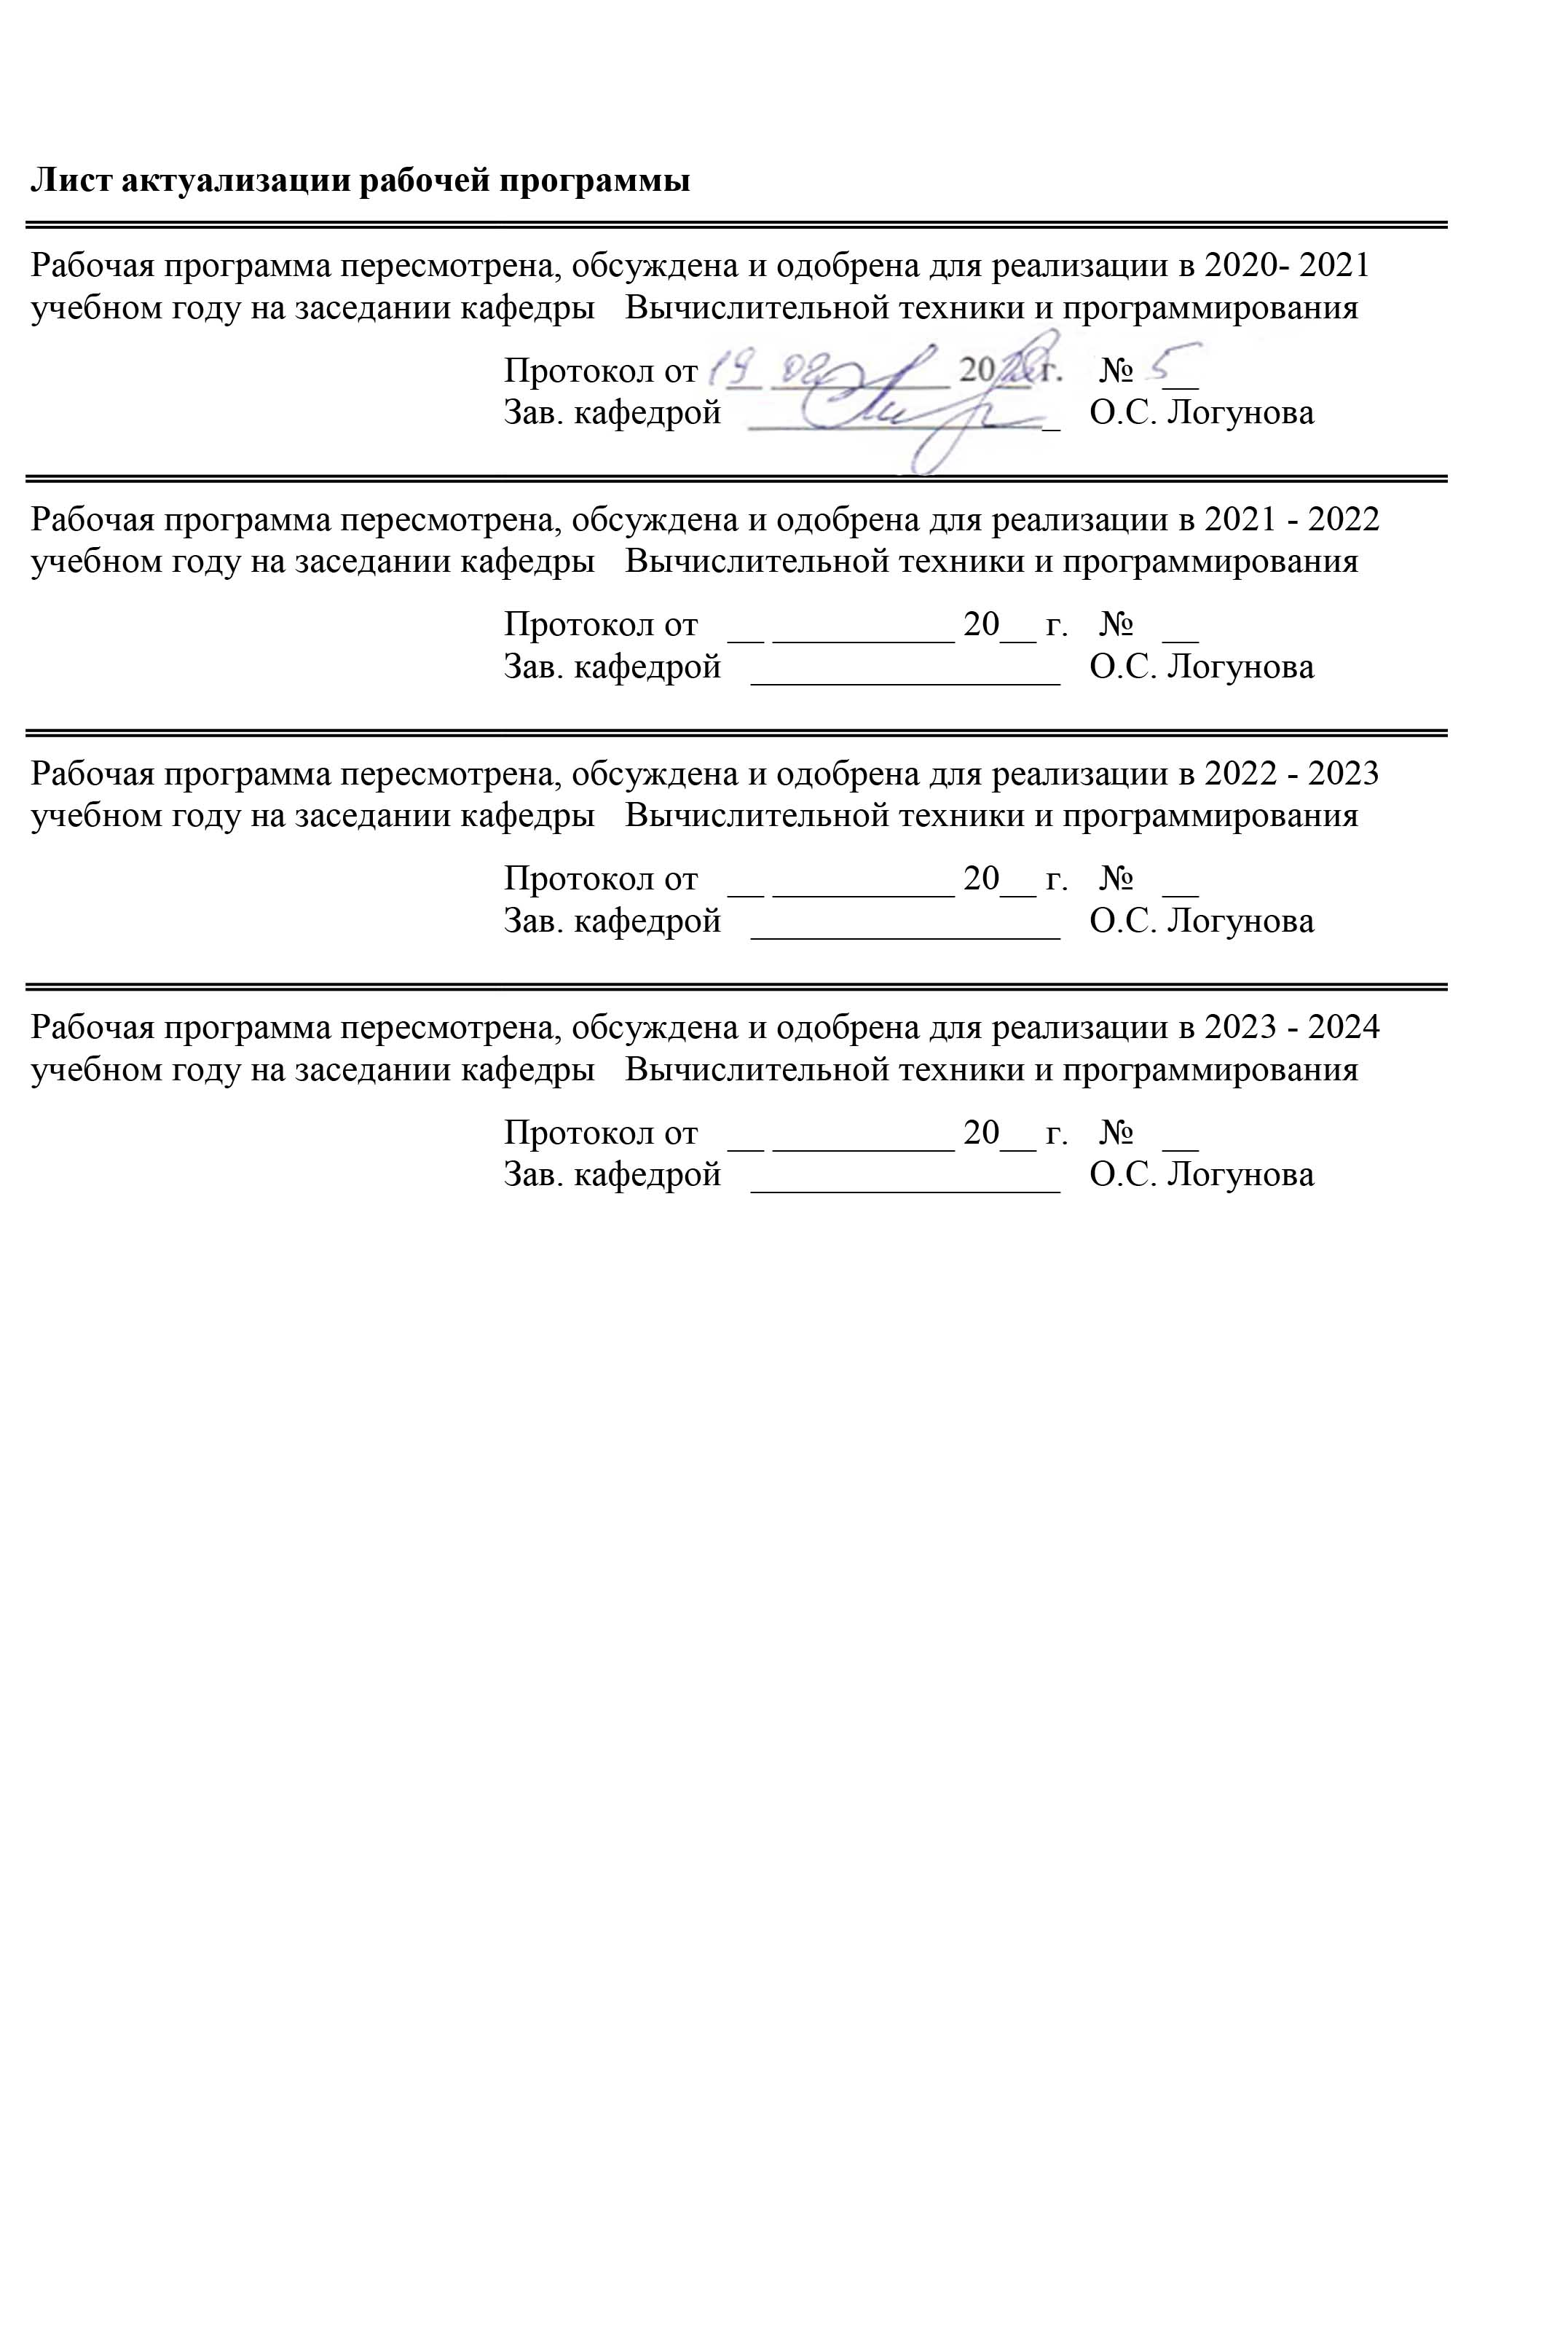 Лист актуализации рабочей программы
Рабочая программа пересмотрена, обсуждена и одобрена для реализации в 2020- 2021
учебном году на заседании кафедры Вычислительной техники и программирования
Протокол от 19 02 2020 г. № 5
Зав. кафедрой ________________ О.С. Логунова
Рабочая программа пересмотрена, обсуждена и одобрена для реализации в 2021 - 2022
учебном году на заседании кафедры Вычислительной техники и программирования
Протокол от __ __________ 20__ г. № __
Зав. кафедрой _________________ О.С. Логунова
Рабочая программа пересмотрена, обсуждена и одобрена для реализации в 2022 - 2023
учебном году на заседании кафедры Вычислительной техники и программирования
Протокол от __ __________ 20__ г. № __
Зав. кафедрой _________________ О.С. Логунова
Рабочая программа пересмотрена, обсуждена и одобрена для реализации в 2023 - 2024
учебном году на заседании кафедры Вычислительной техники и программирования
Протокол от __ __________ 20__ г. № __
Зав. кафедрой _________________ О.С. Логунова